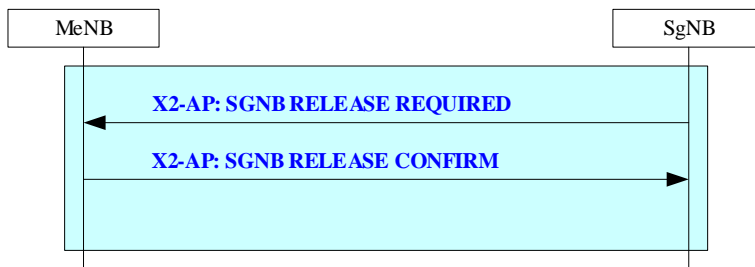 MeNB
SgNB
X2-AP: SGNB RELEASE REQUIRED
X2-AP: SGNB RELEASE CONFIRM